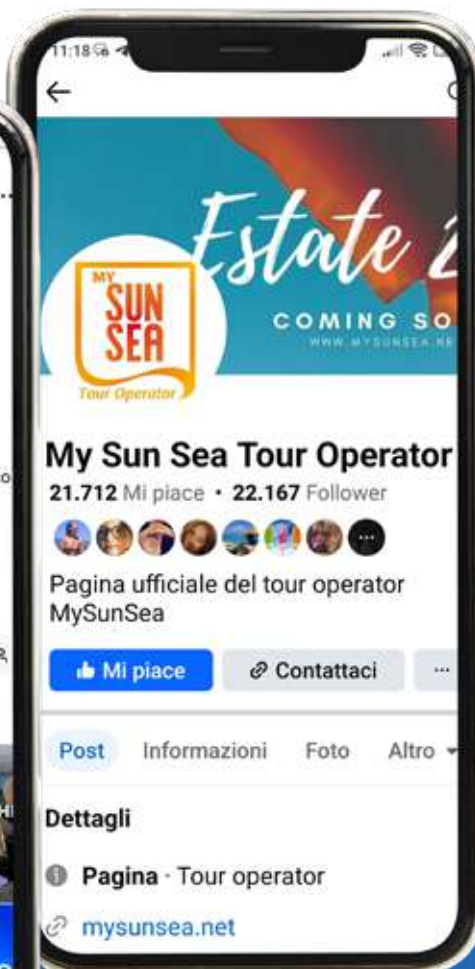 11:18
Estate 2
COMING SO
WWW.MYSUNSEA.NE
MY
SUN
SEA
Tour Operator
My Sun Sea Tour Operator
21.712 Mi piace • 22.167 Follower
Pagina ufficiale del tour operator
MySunSea
Mi piace
Contattaci
Post Informazioni Foto Altro
Dettagli
Pagina · Tour operator
mysunsea.net